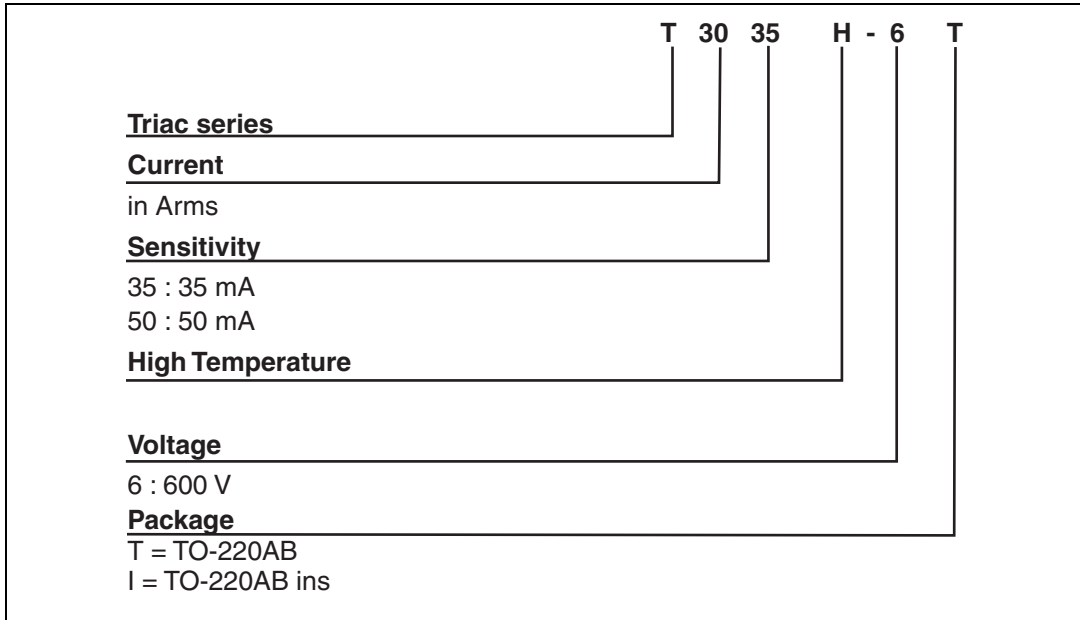 T 30 35 H - 6 T
Triac series
Current
in Arms
Sensitivity
35 : 35 mA
50 : 50 mA
High Temperature
Voltage
6 : 600 V
Package
T = TO-220AB
I = TO-220AB ins